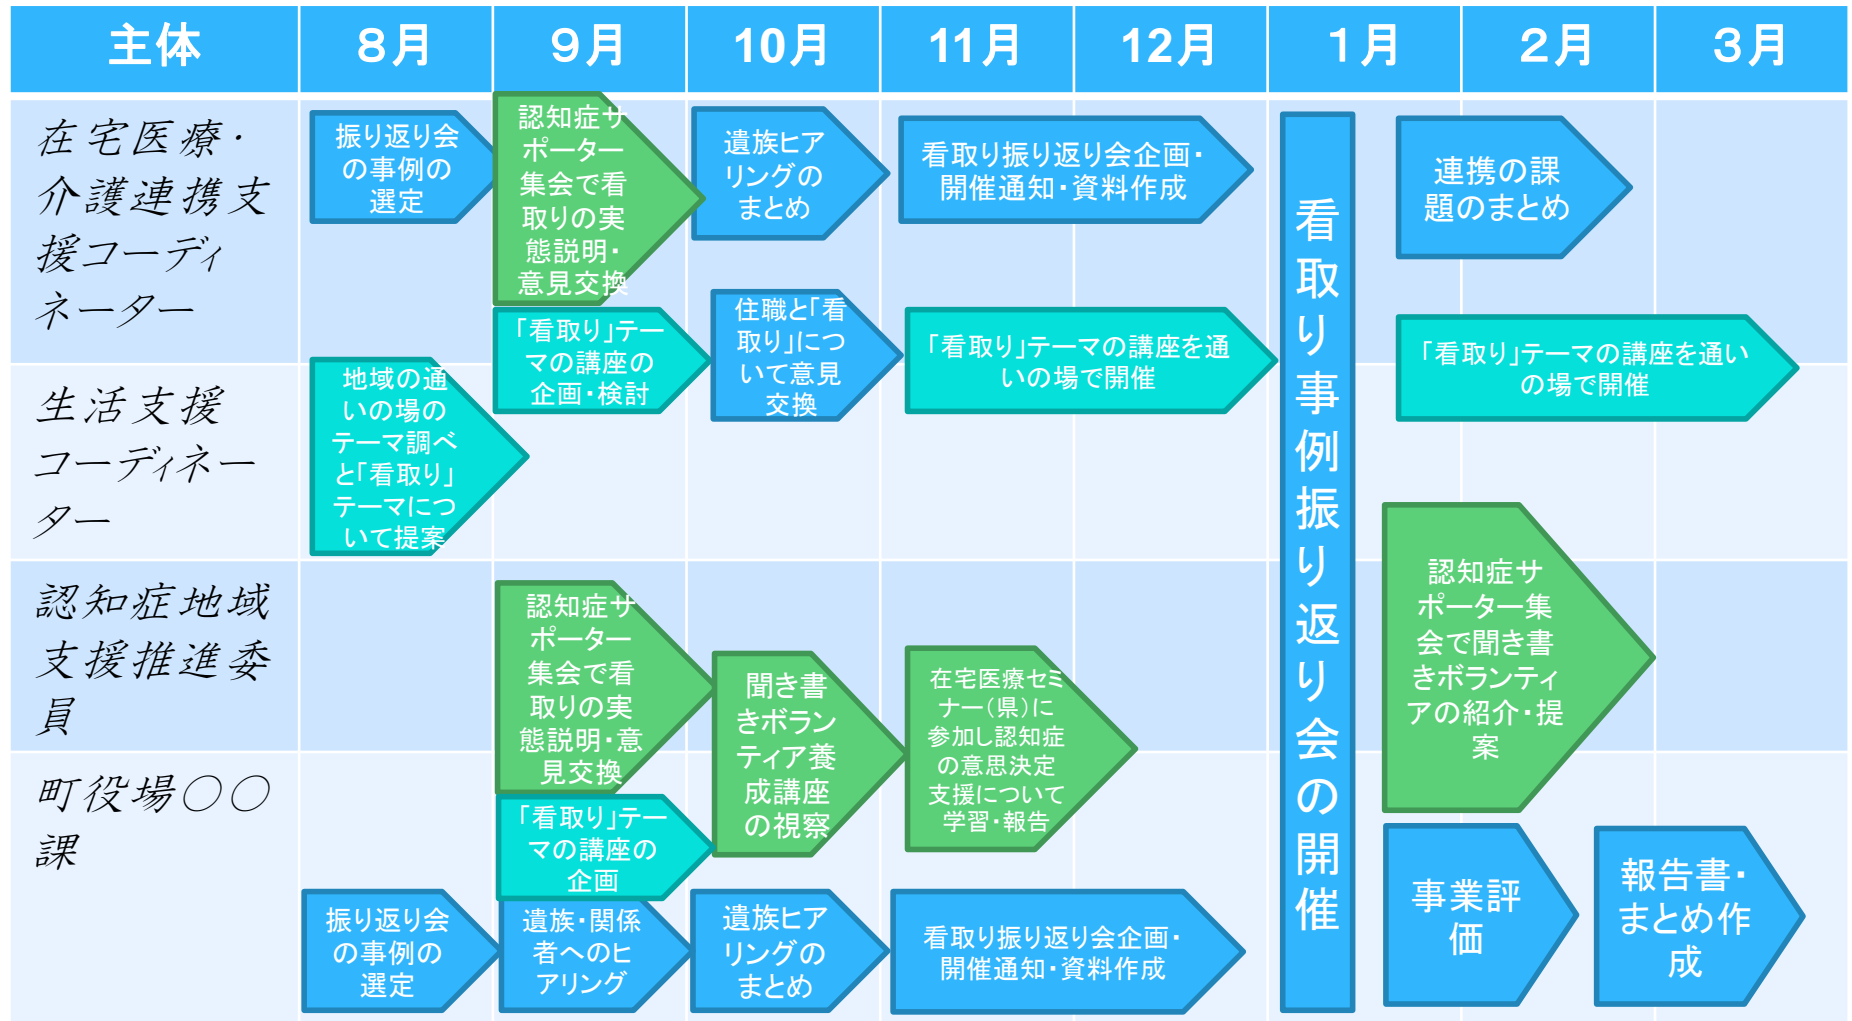 主体
８月
９月
10月
11月
12月
１月
２月
３月
在宅医療・
介護連携支
援コーディ
ネーター
振り返り会
の事例の
選定
認知症サ
ポーター
集会で看
取りの実
態説明・
意見交換
遺族ヒア
リングの
まとめ
看取り振り返り会企画・
開催通知・資料作成
連携の課
題のまとめ
「看取り」テー
マの講座の
企画・検討
住職と「看
取り」につ
いて意見
交換
「看取り」テーマの講座を通
いの場で開催
「看取り」テーマの講座を通い
の場で開催
看取り事例振り返り会の開催
生活支援
コーディネー
ター
地域の通
いの場の
テーマ調べ
と「看取り」
テーマにつ
いて提案
認知症地域
支援推進委
員
認知症サ
ポーター
集会で看
取りの実
態説明・意
見交換
聞き書
きボラン
ティア養
成講座
の視察
在宅医療セミ
ナー（県）に
参加し認知症
の意思決定
支援について
学習・報告
認知症サ
ポーター集
会で聞き書
きボランティ
アの紹介・提
案
町役場○○
課
「看取り」テー
マの講座の
企画
振り返り会
の事例の
選定
遺族・関係
者へのヒ
アリング
遺族ヒア
リングの
まとめ
看取り振り返り会企画・
開催通知・資料作成
事業評
価
報告書・
まとめ作
成